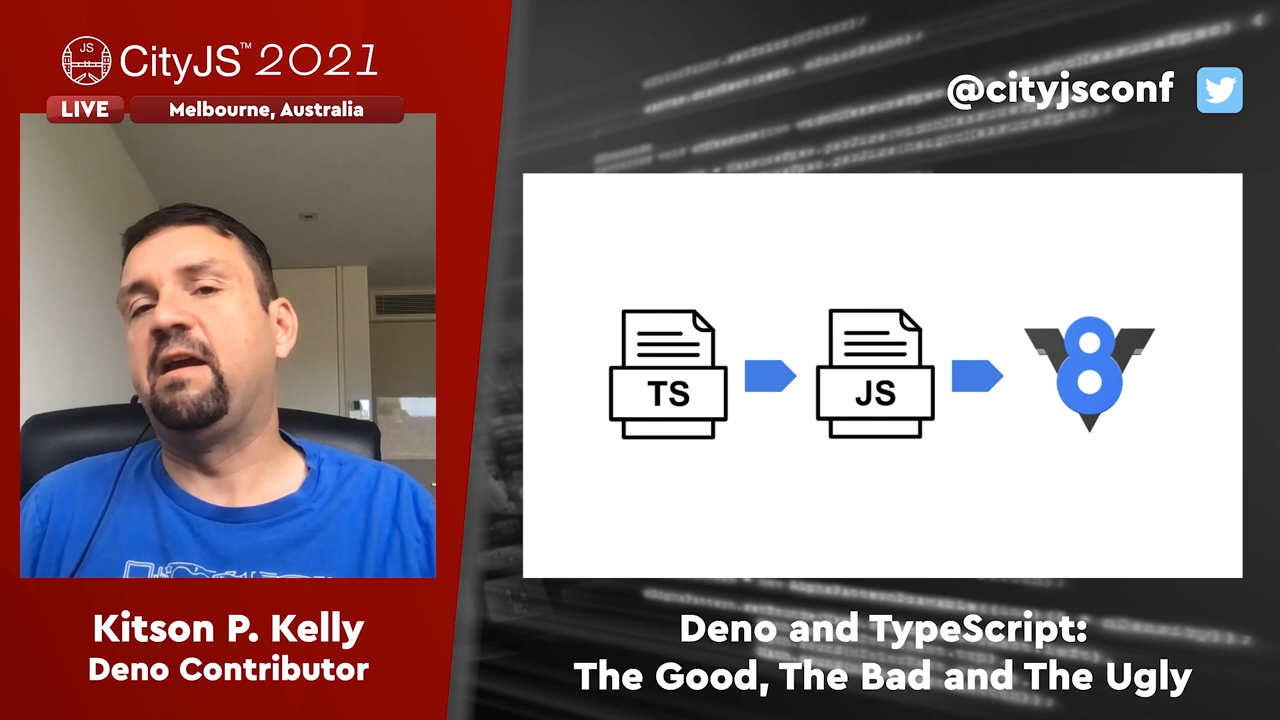 JS
CityJS™ 2021
LIVE
Melbourne, Australia
@cityjsconf
TS
JS
8
Kitson P. Kelly
Deno Contributor
Deno and TypeScript:
The Good, The Bad and The Ugly